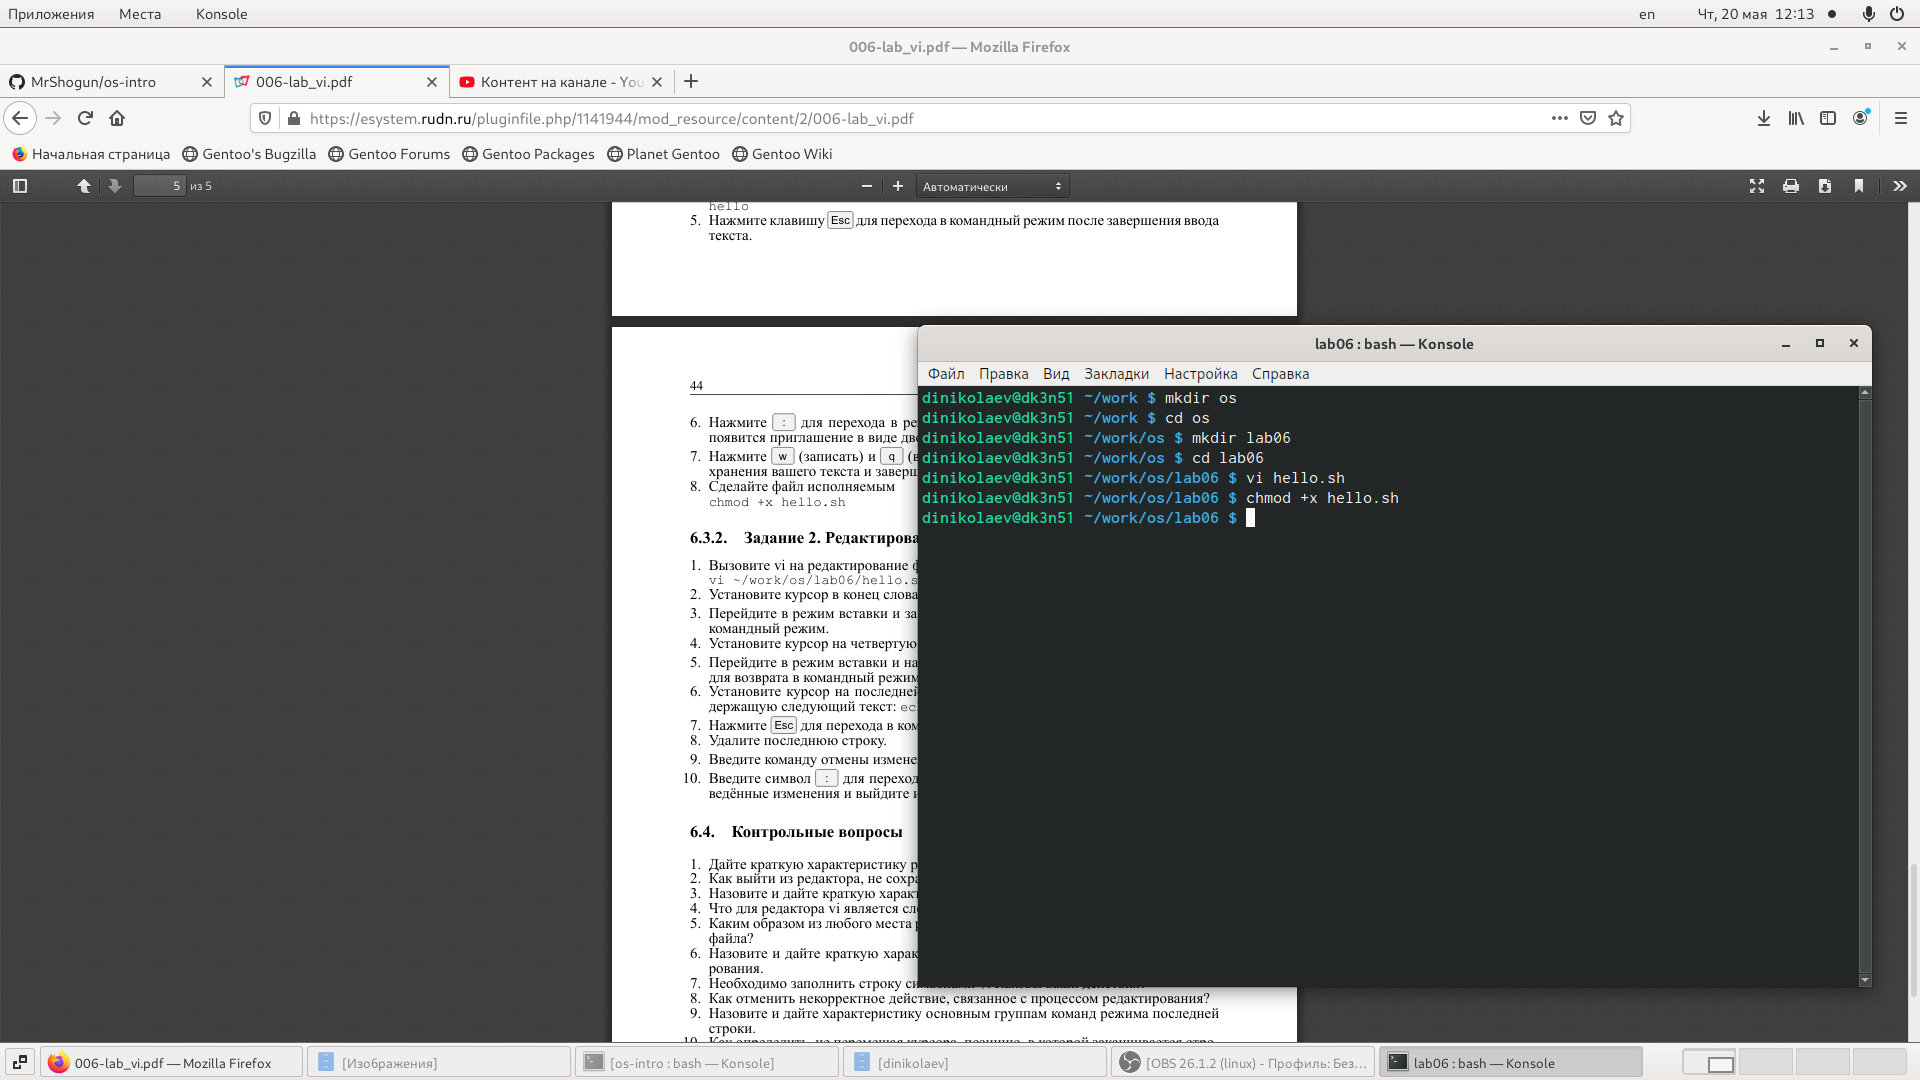 Приложения Места Konsole en Чт, 20 мая 12:13
006-lab_vi.pdf — Mozilla Firefox
MrShogun/os-intro 006-lab_vi.pdf Контент на канале - You
https://esystem.rudn.ru/pluginfile.php/1141944/mod_resource/content/2/006-lab_vi.pdf
Начальная страница Gentoo's Bugzilla Gentoo Forums Gentoo Packages Planet Gentoo Gentoo Wiki
5 из 5 Автоматически
hello
5. Нажмите клавишу Esc для перехода в командный режим после завершения ввода
текста.
44
6. Нажмите : для перехода в ре
появится приглашение в виде дво
7. Нажмите w (записать) и q (в
хранения вашего текста и заверш
8. Сделайте файл исполняемым
chmod +x hello.sh
6.3.2. Задание 2. Редактирова
1. Вызовите vi на редактирование ф
vi ~/work/os/lab06/hello.s
2. Установите курсор в конец слова
3. Перейдите в режим вставки и за
командный режим.
4. Установите курсор на четвертую
5. Перейдите в режим вставки и на
для возврата в командный режим
6. Установите курсор на последней
держащую следующий текст: ec
7. Нажмите Esc для перехода в ком
8. Удалите последнюю строку.
9. Введите команду отмены измене
10. Введите символ : для переход
ведённые изменения и выйдите и
6.4. Контрольные вопросы
1. Дайте краткую характеристику р
2. Как выйти из редактора, не сохра
3. Назовите и дайте краткую характ
4. Что для редактора vi является сло
5. Каким образом из любого места р
файла?
6. Назовите и дайте краткую харак
рования.
7. Необходимо заполнить строку
8. Как отменить некорректное действие, связанное с процессом редактирования?
9. Назовите и дайте характеристику основным группам команд режима последней
строки.
10. Как определить, не перемещая курсора, позицию, в которой заканчивается стро-
lab06 : bash — Konsole
Файл Правка Вид Закладки Настройка Справка
dinikolaev@dk3n51 ~/work $ mkdir os
dinikolaev@dk3n51 ~/work $ cd os
dinikolaev@dk3n51 ~/work/os $ mkdir lab06
dinikolaev@dk3n51 ~/work/os $ cd lab06
dinikolaev@dk3n51 ~/work/os/lab06 $ vi hello.sh
dinikolaev@dk3n51 ~/work/os/lab06 $ chmod +x hello.sh
dinikolaev@dk3n51 ~/work/os/lab06 $
006-lab_vi.pdf — Mozilla Firefox [Изображения] [os-intro : bash — Konsole] [dinikolaev] [OBS 26.1.2 (linux) - Профиль: Без... lab06 : bash — Konsole